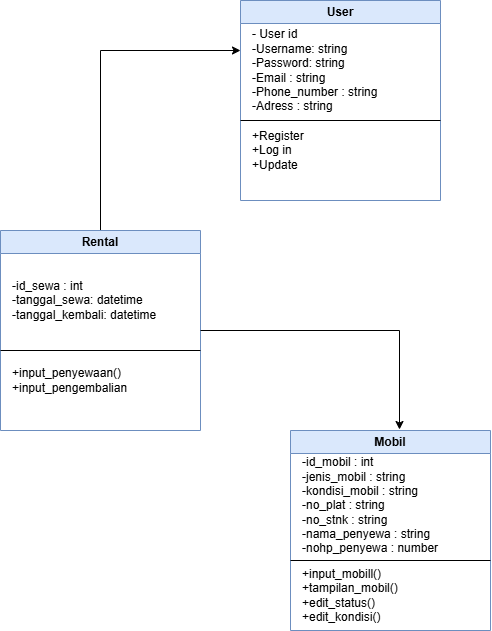 User
- User id
-Username: string
-Password: string
-Email : string
-Phone_number : string
-Adress : string
+Register
+Log in
+Update
Rental
-id_sewa : int
-tanggal_sewa: datetime
-tanggal_kembali: datetime
+input_penyewaan()
+input_pengembalian
Mobil
-id_mobil : int
-jenis_mobil : string
-kondisi_mobil : string
-no_plat : string
-no_stnk : string
-nama_penyewa : string
-nohp_penyewa : number
+input_mobill()
+tampilan_mobil()
+edit_status()
+edit_kondisi()